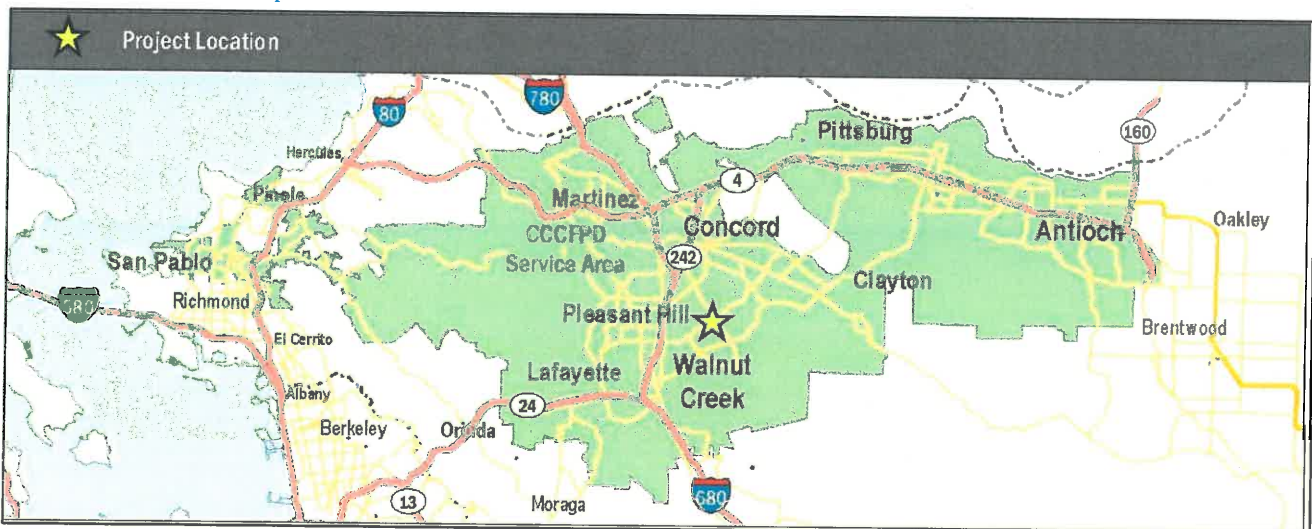 Project Location
80
780
Pittsburg
160
Hercules
4
Pinole
Martinez
Oakley
CCCFPD
Concord
Antioch
San Pablo
242
Service Area
Clayton
Richmond
580
Pleasant Hill
Brentwood
El Cerrito
Walnut
Lafayette
Creek
Albany
24
Berkeley
Orinda
680
13
Moraga